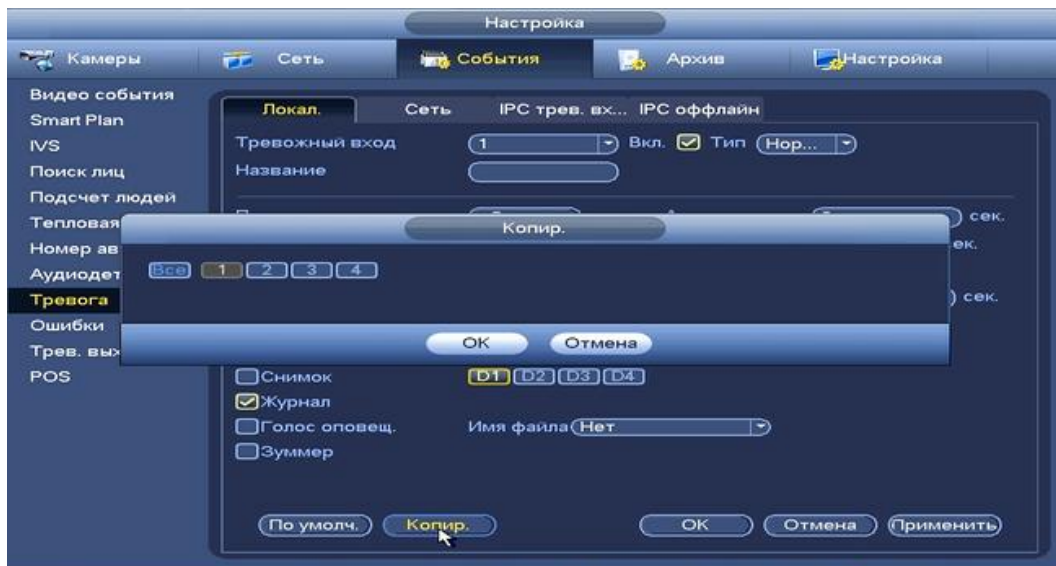 Настройка
Камеры Сеть События Архив Настройка
Видео события
Smart Plan
IVS
Поиск лиц
Подсчет людей
Тепловая
Номер ав
Аудиодет
Тревога
Ошибки
Трев. вых
POS
Локал. Сеть IPC трев. вх... IPC оффлайн
Тревожный вход 1 Вкл. Тип Нор...
Название
сек.
ек.
сек.
Копир.
Все 1 2 3 4
OK Отмена
Снимок D1 D2 D3 D4
Журнал
Голос оповещ. Имя файла Нет
Зуммер
По умолч. Копир. OK Отмена Применить